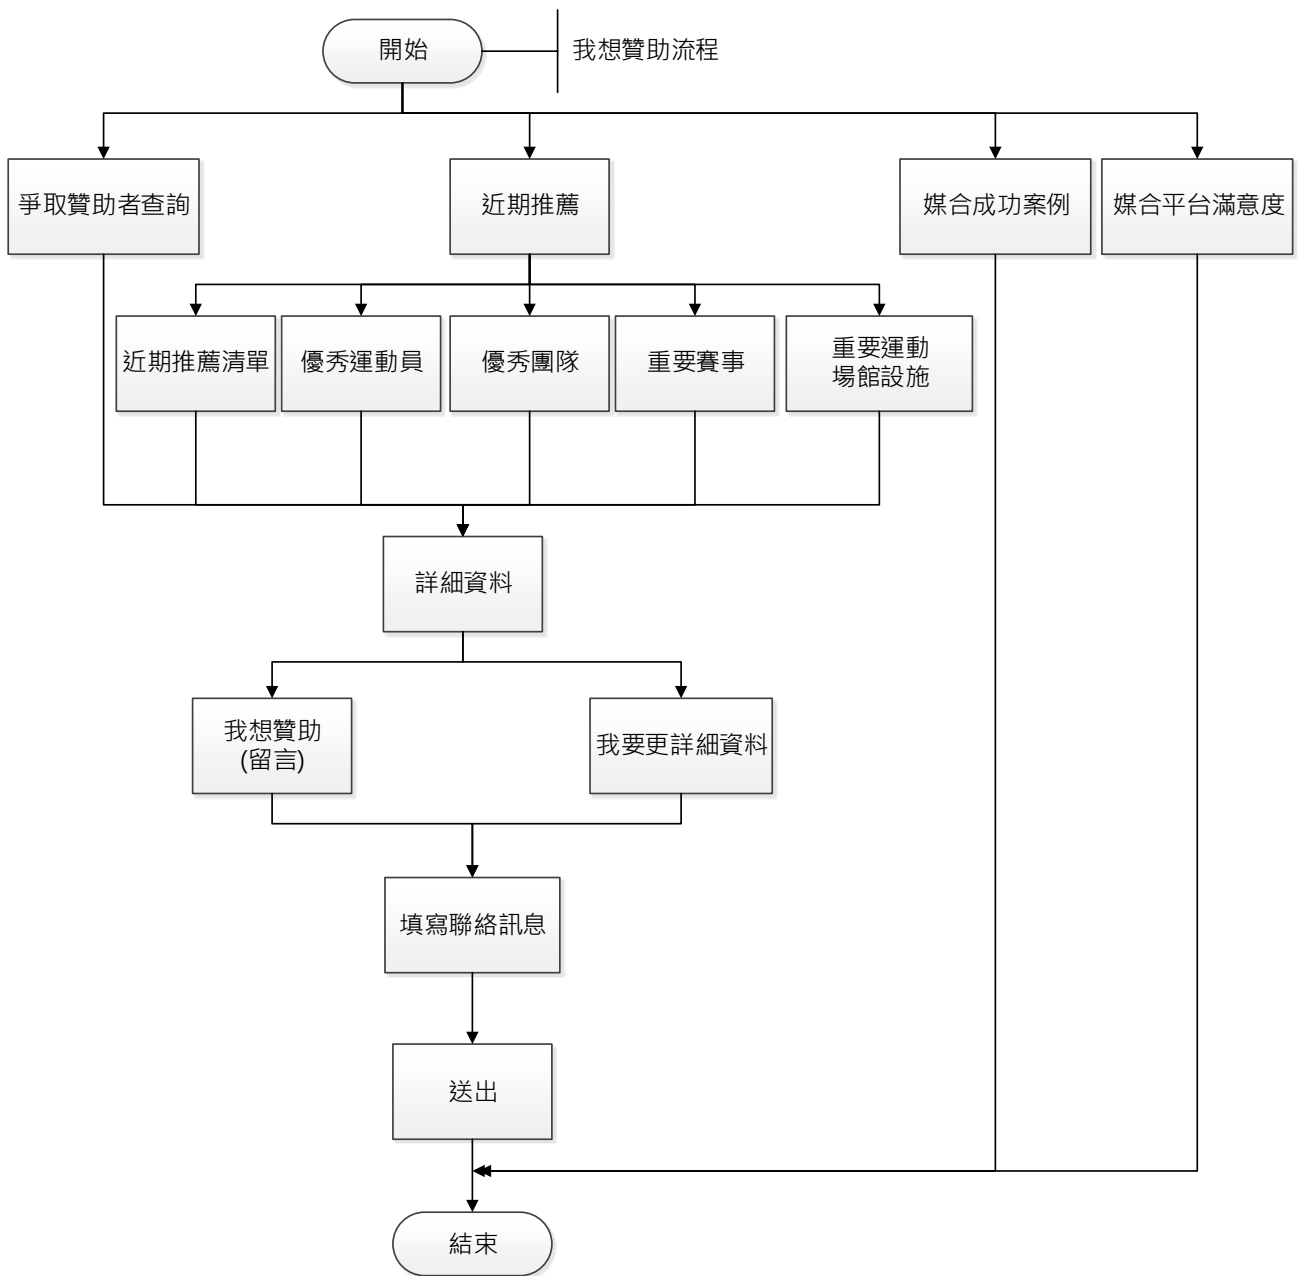 開始
我想贊助流程
爭取贊助者查詢
近期推薦
媒合成功案例
媒合平台滿意度
近期推薦清單
優秀運動員
優秀團隊
重要賽事
重要運動
場館設施
詳細資料
我想贊助
(留言)
我要更詳細資料
填寫聯絡訊息
送出
結束